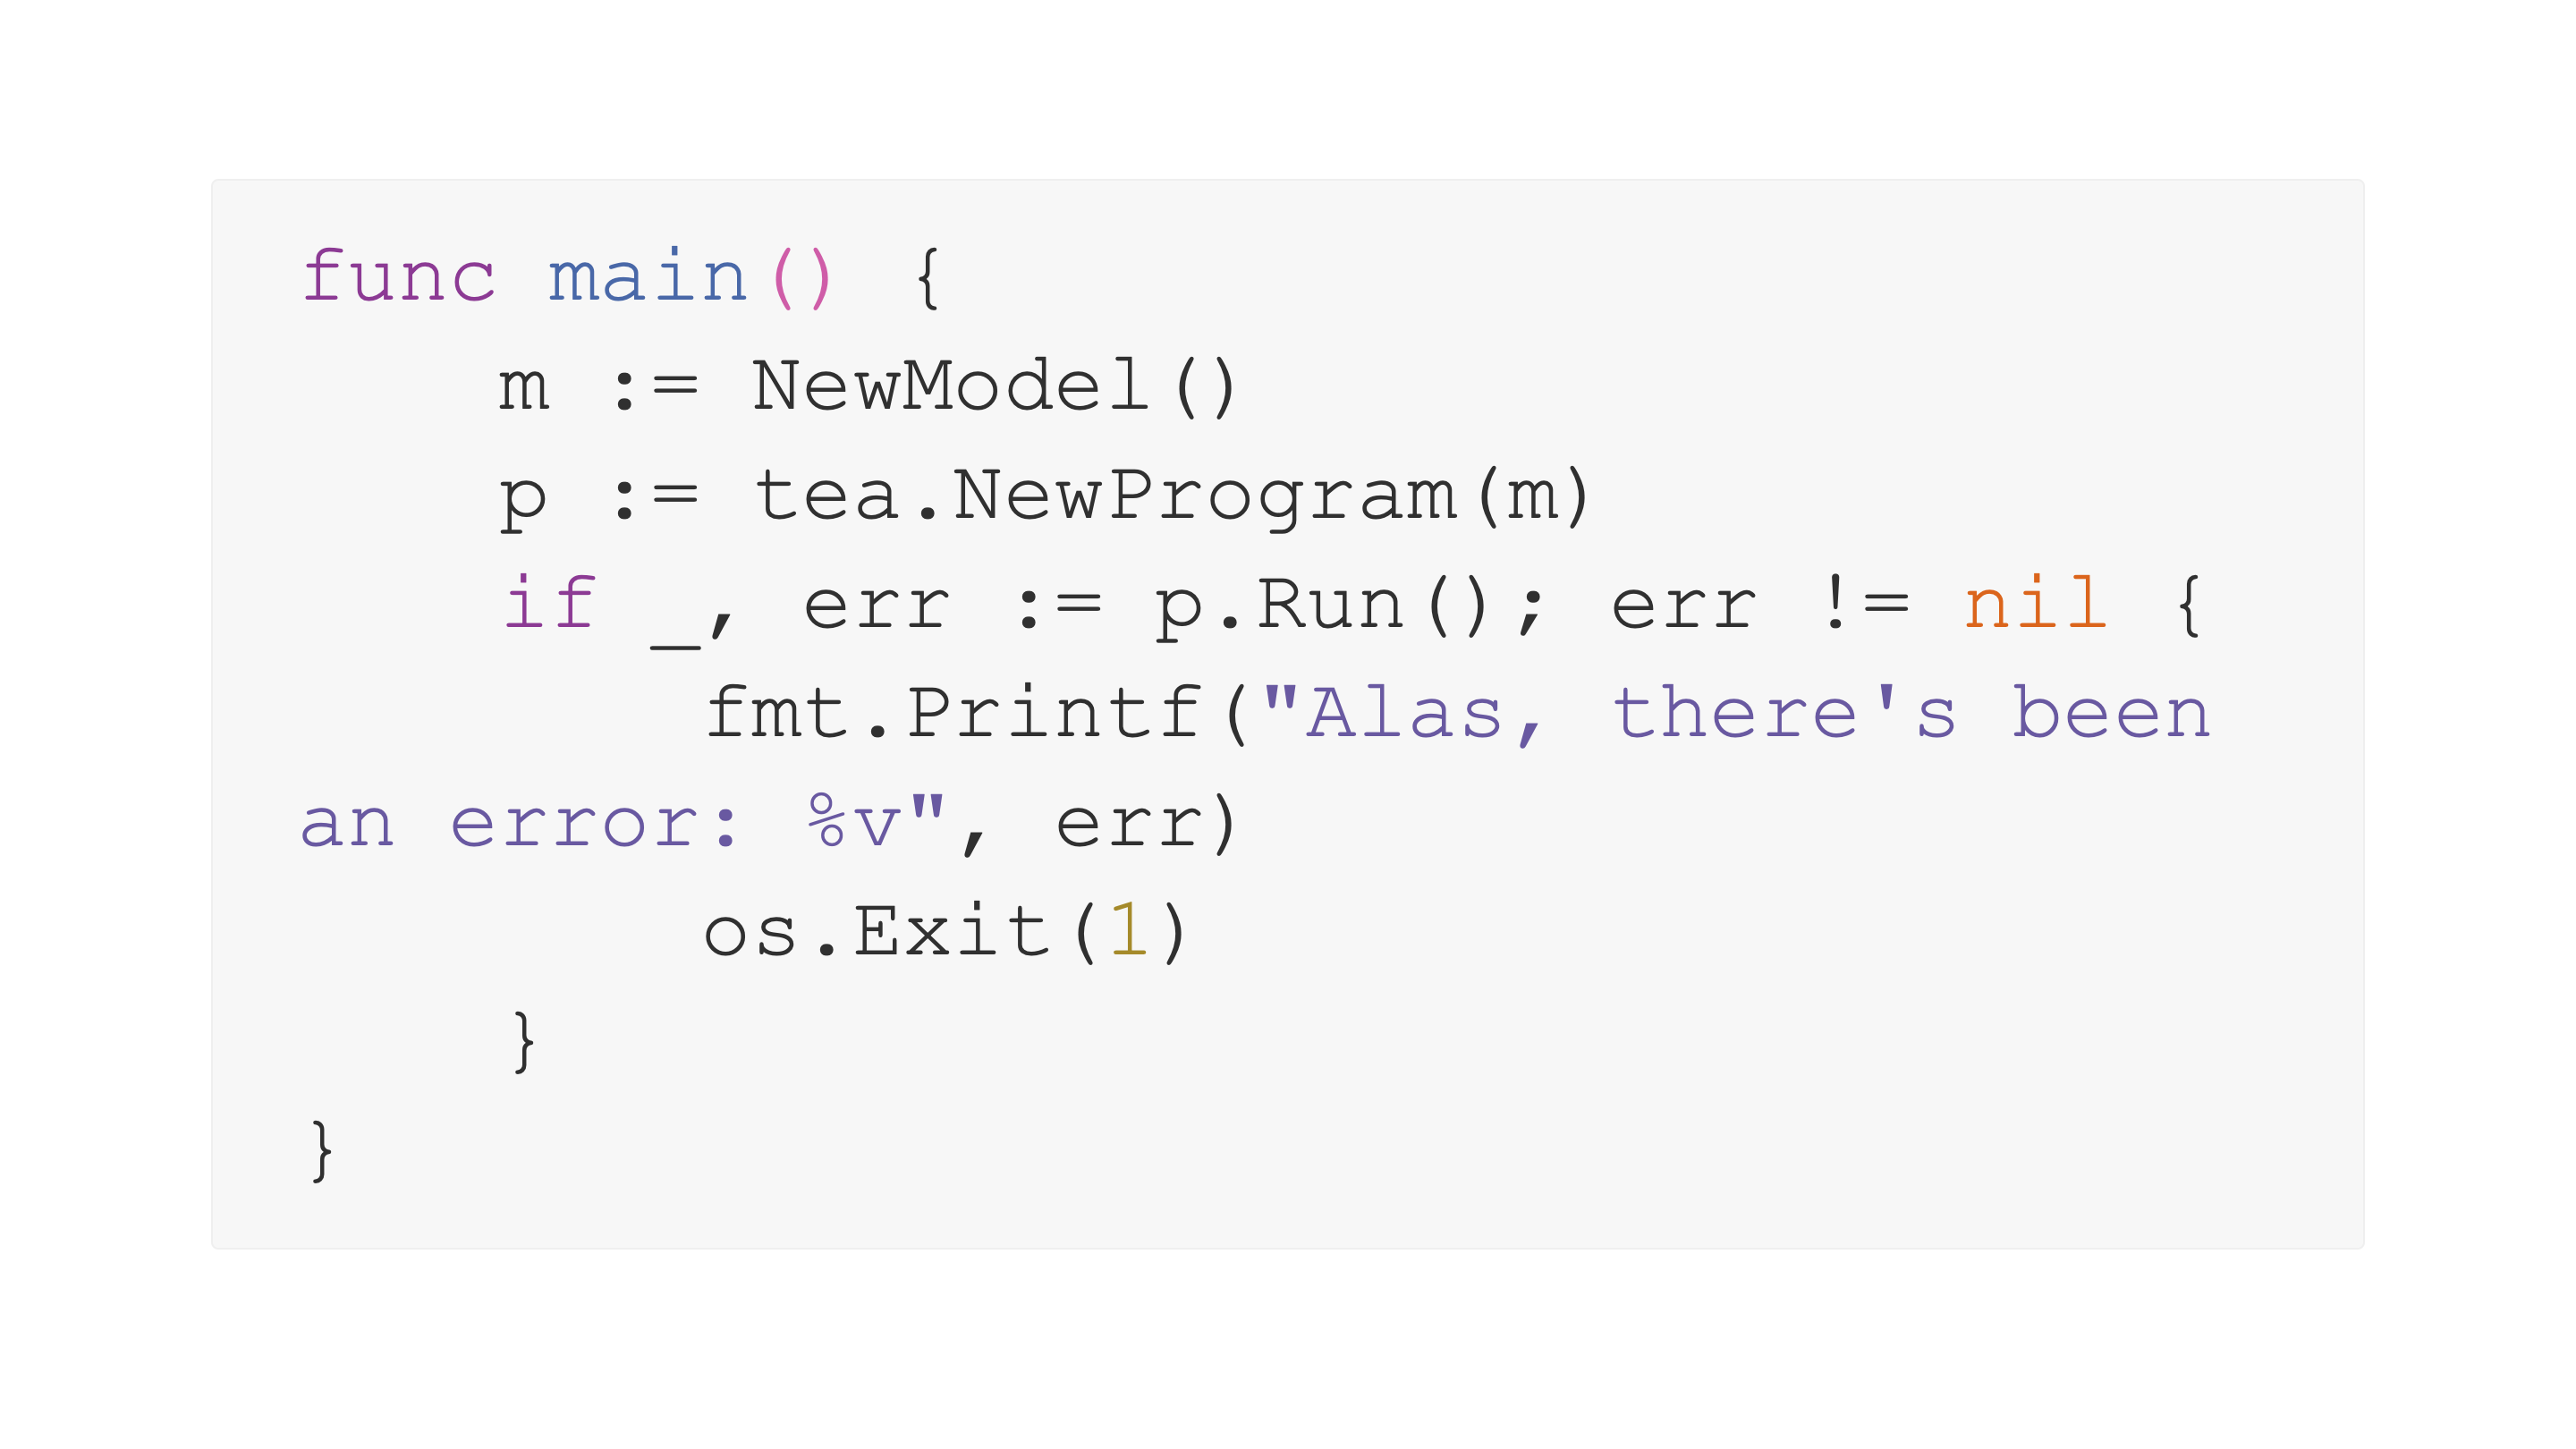 func main() {
    m := NewModel()
    p := tea.NewProgram(m)
    if _, err := p.Run(); err != nil {
        fmt.Printf("Alas, there's been
an error: %v", err)
        os.Exit(1)
    }
}